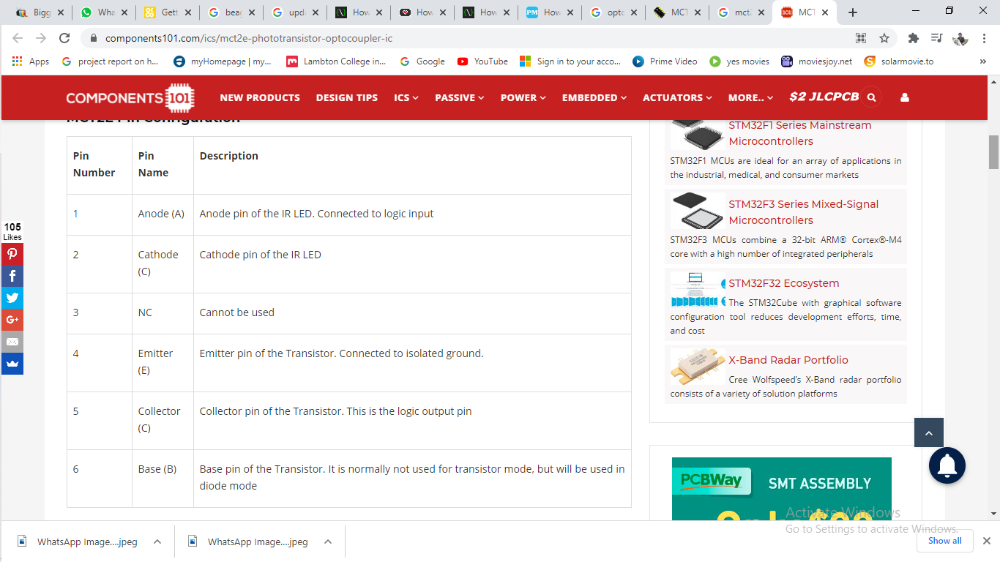 Bigg
Wha
Gett
beag
upda
How
How
How
How
opto
MCT
mct2
MCT
components101.com/ics/mct2e-phototransistor-optocoupler-ic
Apps
project report on h...
myHomepage | my...
Lambton College in...
Google
YouTube
Sign in to your acco...
Prime Video
yes movies
moviesjoy.net
solarmovie.to
»
COMPONENTS 101
NEW PRODUCTS
DESIGN TIPS
ICS
PASSIVE
POWER
EMBEDDED
ACTUATORS
MORE..
$2 JLCPCB
MCT2E Pin Configuration
Pin Number
Pin Name
Description
1
Anode (A)
Anode pin of the IR LED. Connected to logic input
2
Cathode (C)
Cathode pin of the IR LED
3
NC
Cannot be used
4
Emitter (E)
Emitter pin of the Transistor. Connected to isolated ground.
5
Collector (C)
Collector pin of the Transistor. This is the logic output pin
6
Base (B)
Base pin of the Transistor. It is normally not used for transistor mode, but will be used in
diode mode
105
Likes
G+
STM32F1 Series Mainstream
Microcontrollers
STM32F1 MCUs are ideal for an array of applications in
the industrial, medical, and consumer markets
STM32F3 Series Mixed-Signal
Microcontrollers
STM32F3 MCUs combine a 32-bit ARM® Cortex®-M4
core with a high number of integrated peripherals
STM32F32 Ecosystem
The STM32Cube with graphical software
configuration tool reduces development efforts, time,
and cost
X-Band Radar Portfolio
Cree Wolfspeed's X-Band radar portfolio
consists of a variety of solution platforms
PCBWay
SMT ASSEMBLY
Activate Windows
Go to Settings to activate Windows.
WhatsApp Image....jpeg
WhatsApp Image....jpeg
Show all